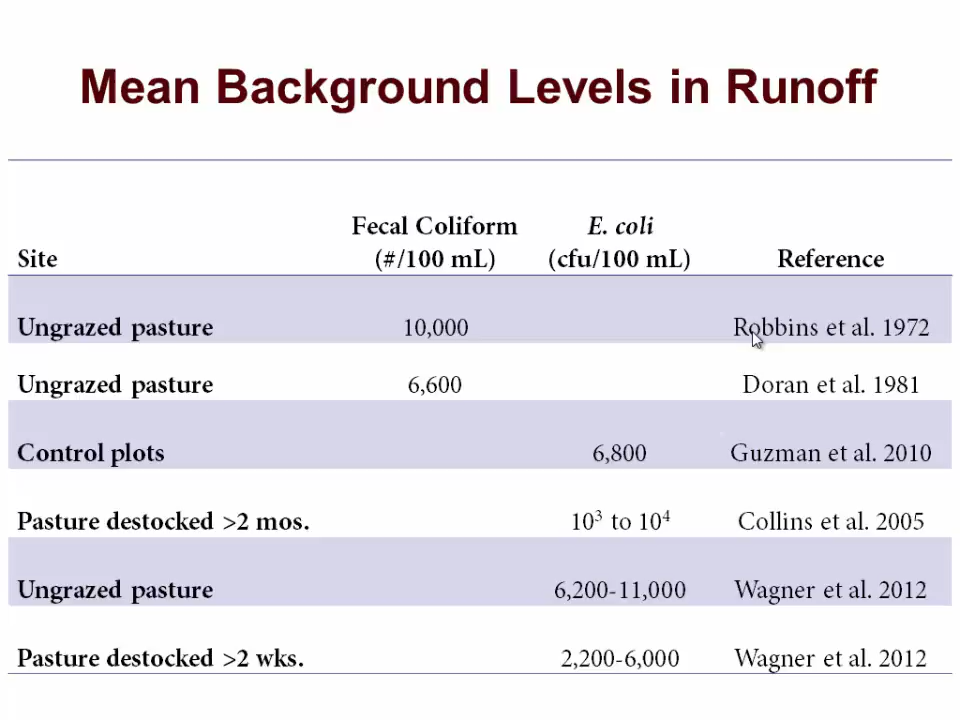 Mean Background Levels in Runoff
Fecal Coliform E. coli
Site (#/100 mL) (cfu/100 mL) Reference
Ungrazed pasture 10,000 Robbins et al. 1972
Ungrazed pasture 6,600 Doran et al. 1981
Control plots 6,800 Guzman et al. 2010
Pasture destocked >2 mos. 10³ to 10⁴ Collins et al. 2005
Ungrazed pasture 6,200-11,000 Wagner et al. 2012
Pasture destocked >2 wks. 2,200-6,000 Wagner et al. 2012